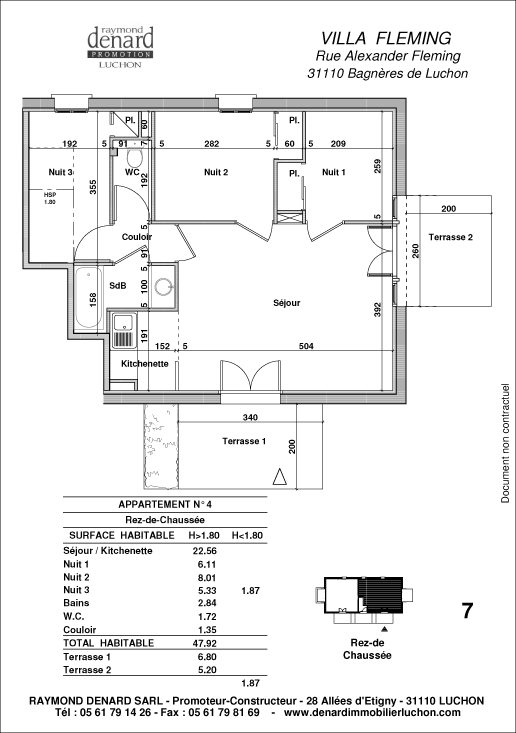 raymond
denard
PROMOTION
LUCHON
VILLA FLEMING
Rue Alexander Fleming
31110 Bagnères de Luchon
Pl.
60
192
5
91
7
5
282
5
60
5
209
Nuit 3
WC
192
Nuit 2
Pl.
Nuit 1
259
HSP
1.80
355
5
200
Couloir
5
91
Terrasse 2
260
5
SdB
100
158
5
Séjour
392
191
152
5
504
Kitchenette
340
Terrasse 1
200
Document non contractuel
APPARTEMENT N°4
Rez-de-Chaussée
SURFACE HABITABLE H>1.80 H<1.80
Séjour / Kitchenette 22.56
Nuit 1 6.11
Nuit 2 8.01
Nuit 3 5.33 1.87
Bains 2.84
W.C. 1.72
Couloir 1.35
TOTAL HABITABLE 47.92
Terrasse 1 6.80
Terrasse 2 5.20
1.87
7
Rez-de
Chaussée
RAYMOND DENARD SARL - Promoteur-Constructeur - 28 Allées d'Etigny - 31110 LUCHON
Tél : 05 61 79 14 26 - Fax : 05 61 79 81 69 - www.denardimmobilierluchon.com